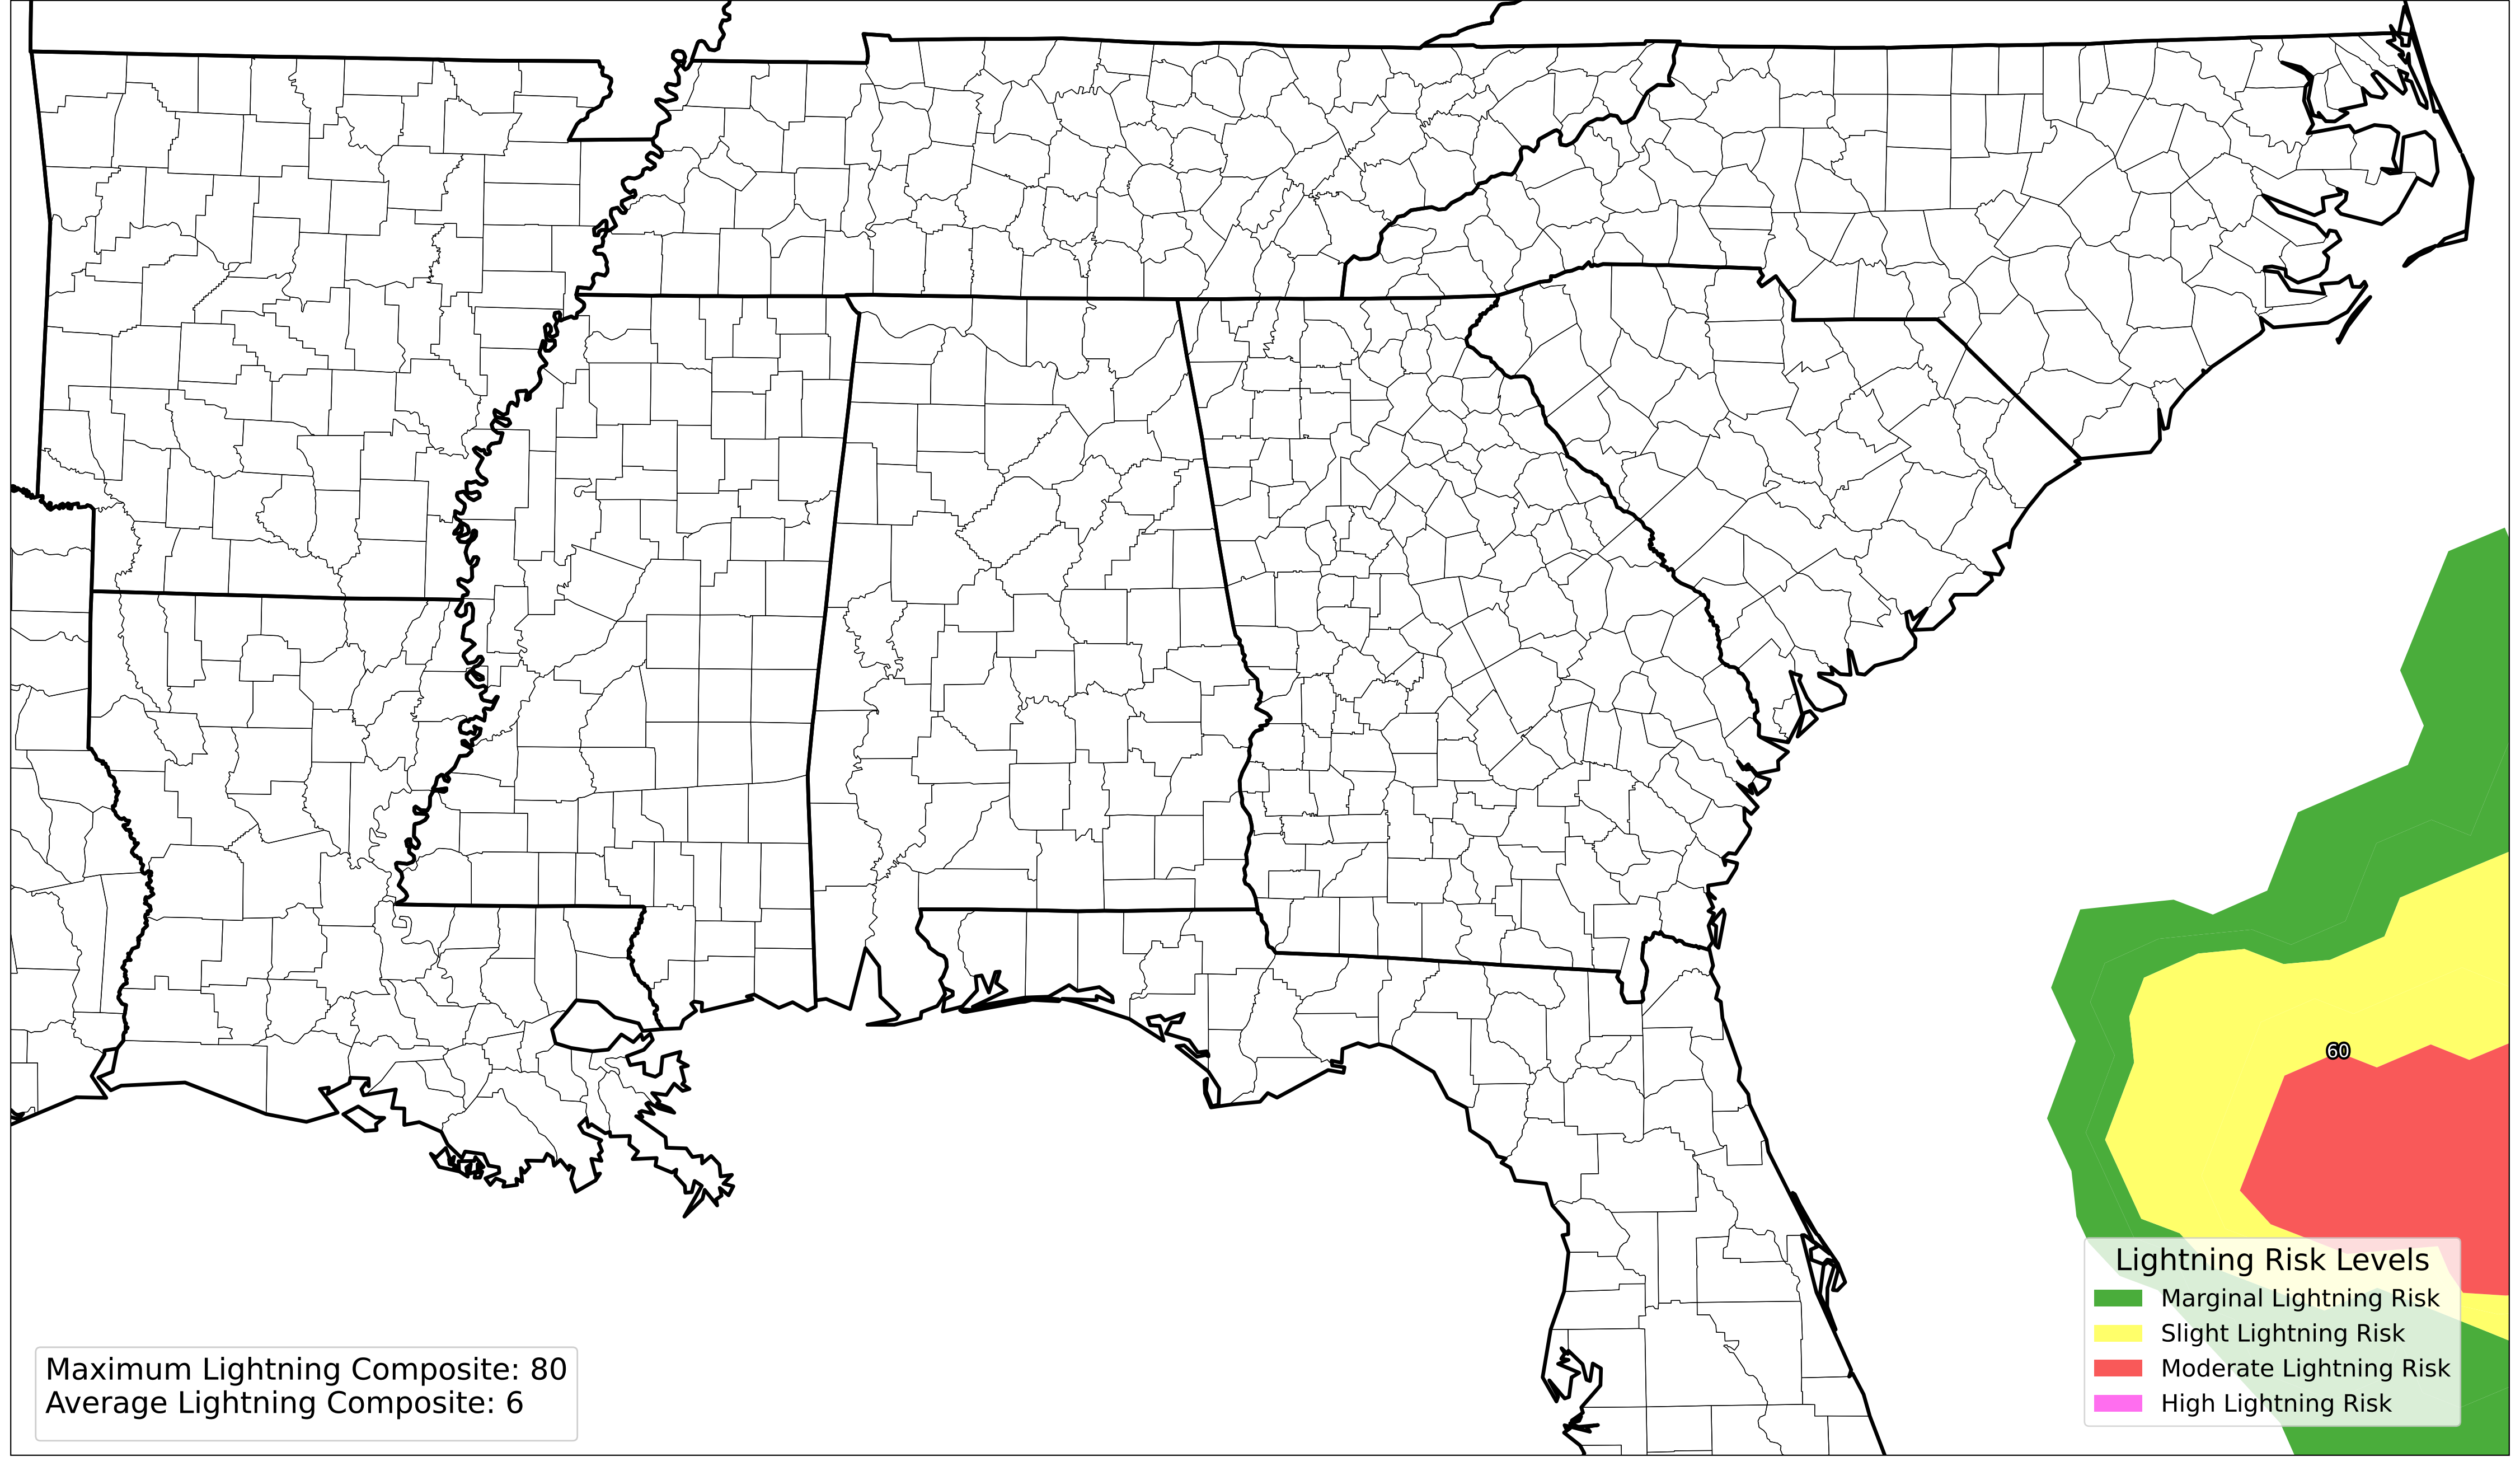 60
Lightning Risk Levels
Marginal Lightning Risk
Slight Lightning Risk
Moderate Lightning Risk
High Lightning Risk
Maximum Lightning Composite: 80
Average Lightning Composite: 6